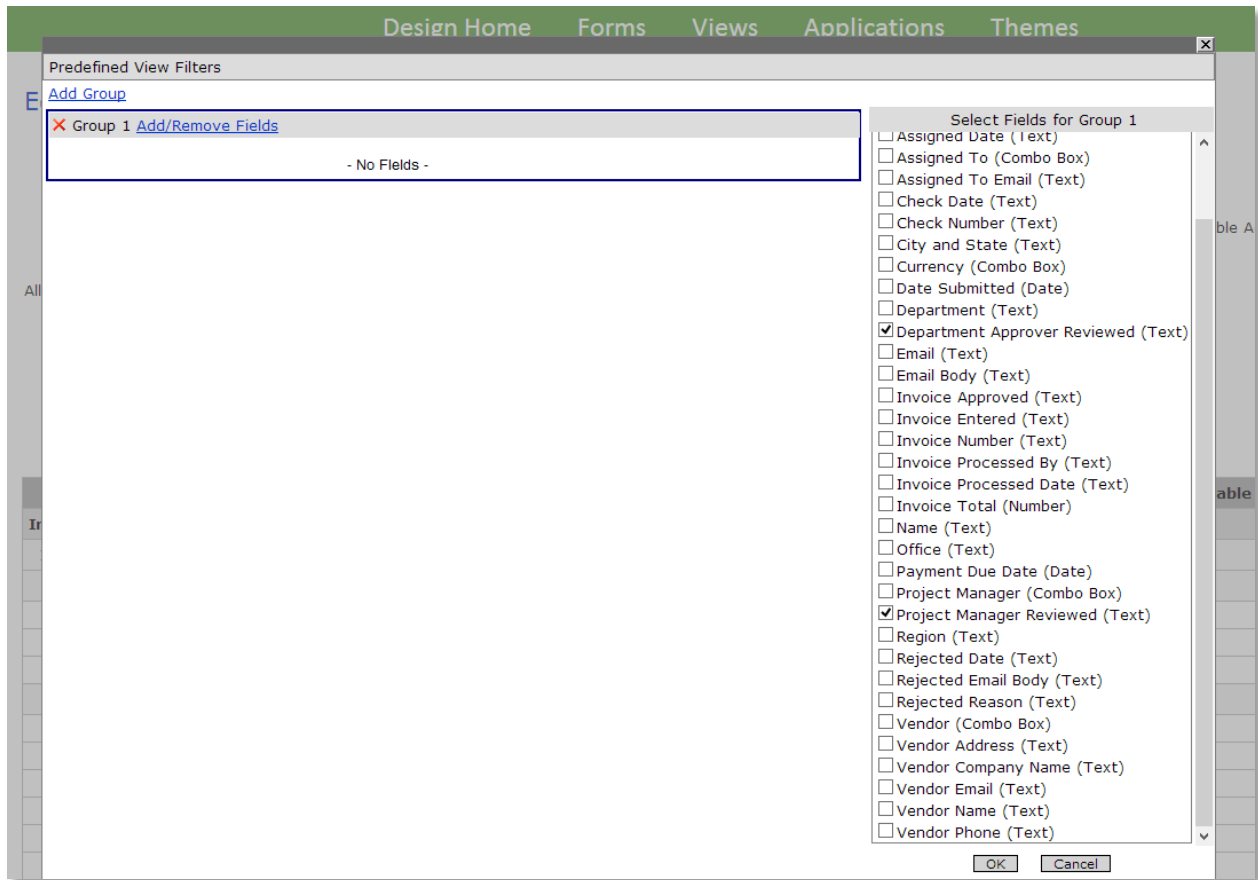 Design Home Forms Views Applications Themes
Predefined View Filters
Add Group
E
Group 1 Add/Remove Fields
- No FIelds -
Select Fields for Group 1
Assigned Date (Text)
Assigned To (Combo Box)
Assigned To Email (Text)
Check Date (Text)
Check Number (Text)
ble A
City and State (Text)
Currency (Combo Box)
All
Date Submitted (Date)
Department (Text)
Department Approver Reviewed (Text)
Email (Text)
Email Body (Text)
Invoice Approved (Text)
Invoice Entered (Text)
Invoice Number (Text)
Invoice Processed By (Text)
Invoice Processed Date (Text)
able
Invoice Total (Number)
In
Name (Text)
Office (Text)
Payment Due Date (Date)
Project Manager (Combo Box)
Project Manager Reviewed (Text)
Region (Text)
Rejected Date (Text)
Rejected Email Body (Text)
Rejected Reason (Text)
Vendor (Combo Box)
Vendor Address (Text)
Vendor Company Name (Text)
Vendor Email (Text)
Vendor Name (Text)
Vendor Phone (Text)
OK Cancel